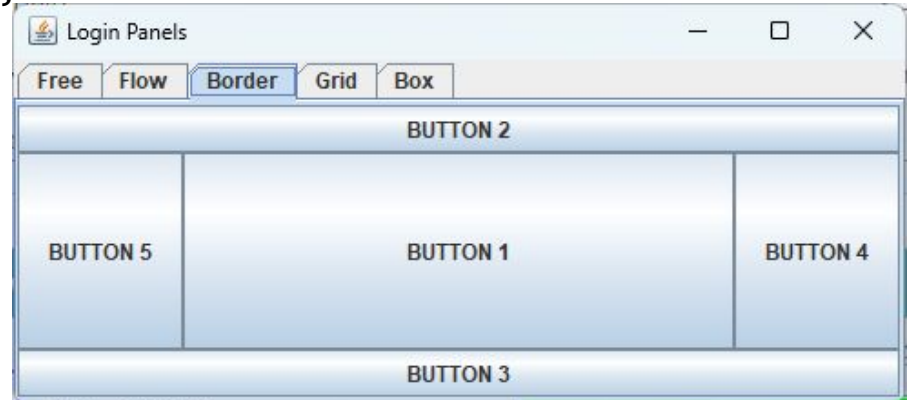 Login Panels
Free Flow Border Grid Box
BUTTON 2
BUTTON 5 BUTTON 1 BUTTON 4
BUTTON 3